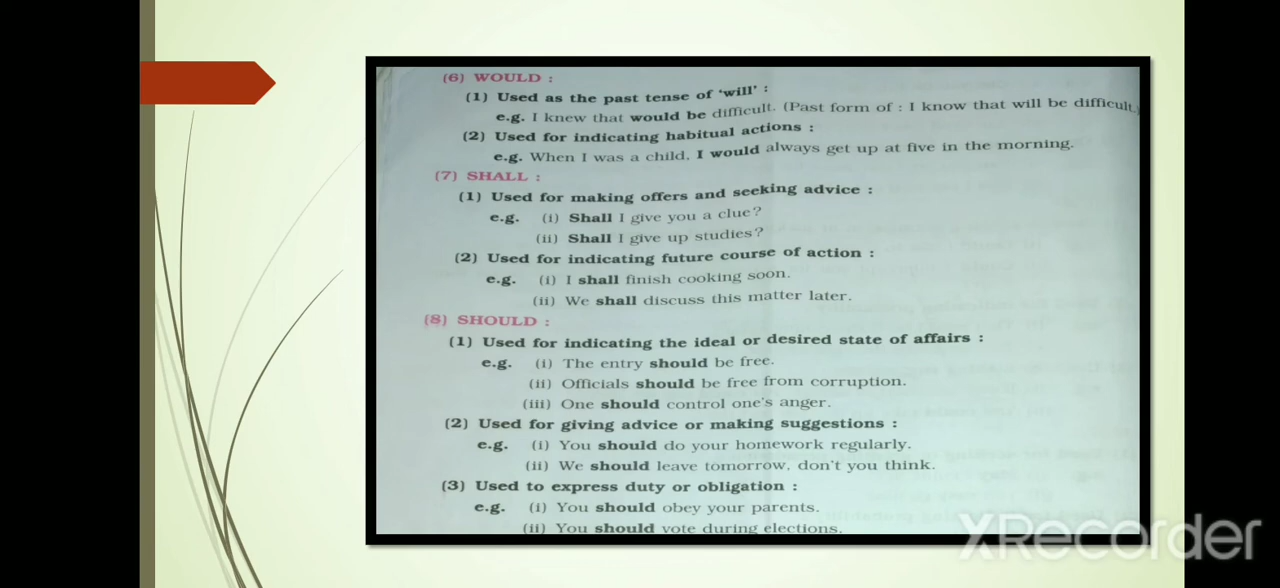 (6) WOULD :
(1) Used as the past tense of 'will' :
e.g. I knew that would be difficult. (Past form of : I know that will be difficult.)
(2) Used for indicating habitual actions :
e.g. When I was a child, I would always get up at five in the morning.
(7) SHALL :
(1) Used for making offers and seeking advice :
e.g. (i) Shall I give you a clue?
(ii) Shall I give up studies?
(2) Used for indicating future course of action :
e.g. (i) I shall finish cooking soon.
(ii) We shall discuss this matter later.
(8) SHOULD :
(1) Used for indicating the ideal or desired state of affairs :
e.g. (i) The entry should be free.
(ii) Officials should be free from corruption.
(iii) One should control one's anger.
(2) Used for giving advice or making suggestions :
e.g. (i) You should do your homework regularly.
(ii) We should leave tomorrow, don't you think.
(3) Used to express duty or obligation :
e.g. (i) You should obey your parents.
(ii) You should vote during elections.
XRecorder